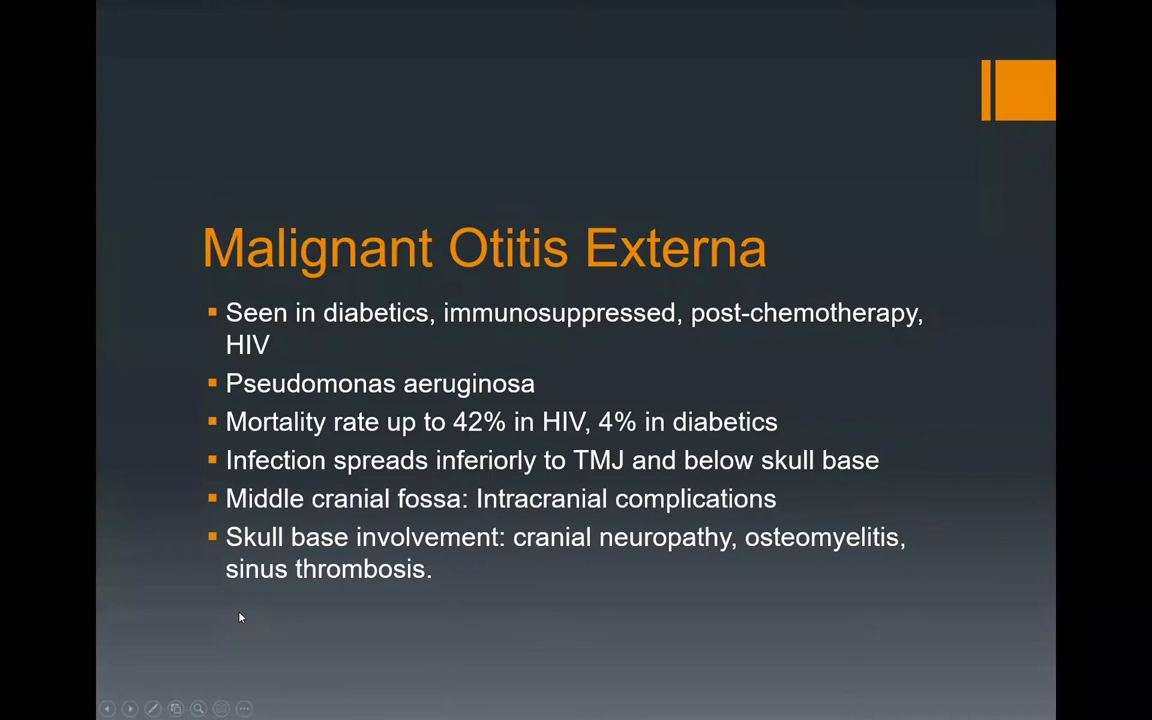 Malignant Otitis Externa
Seen in diabetics, immunosuppressed, post-chemotherapy,
HIV
Pseudomonas aeruginosa
Mortality rate up to 42% in HIV, 4% in diabetics
Infection spreads inferiorly to TMJ and below skull base
Middle cranial fossa: Intracranial complications
Skull base involvement: cranial neuropathy, osteomyelitis,
sinus thrombosis.